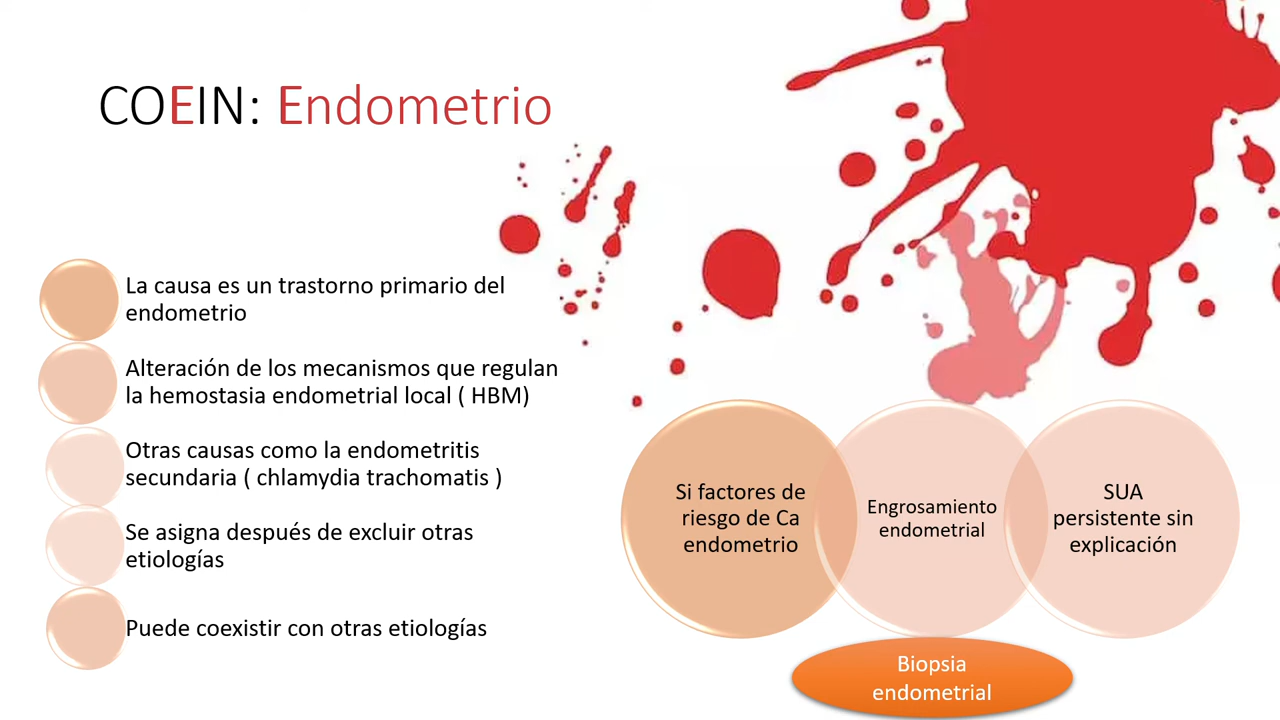 COEIN: Endometrio
La causa es un trastorno primario del
endometrio
Alteración de los mecanismos que regulan
la hemostasia endometrial local ( HBM)
Otras causas como la endometritis
secundaria ( chlamydia trachomatis )
Se asigna después de excluir otras
etiologías
Puede coexistir con otras etiologías
Si factores de
riesgo de Ca
endometrio
Engrosamiento
endometrial
SUA
persistente sin
explicación
Biopsia
endometrial